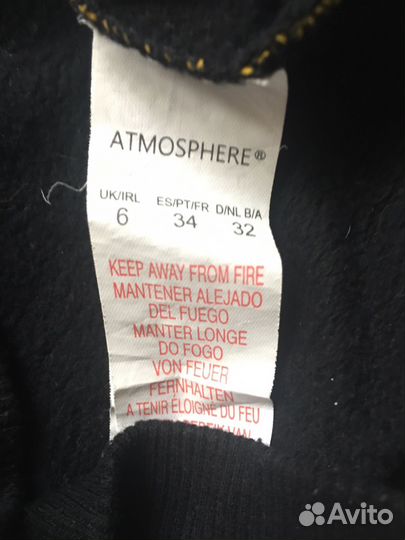 ATMOSPHERE®
UK/IRL ES/PT/FR D/NL B/A
6 34 32
KEEP AWAY FROM FIRE
MANTENER ALEJADO
DEL FUEGO
MANTER LONGE
DO FOGO
VON FEUER
FERNHALTEN
A TENIR ÉLOIGNÉ DU FEU
VAN
Avito